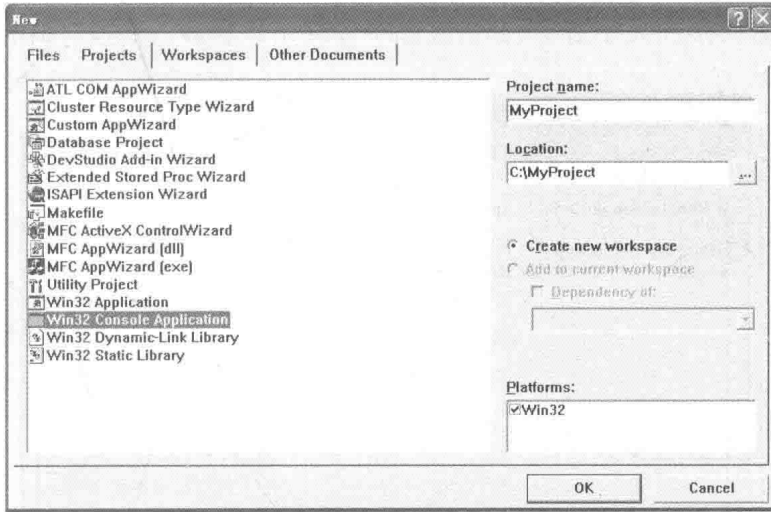 New
Files
Projects
Workspaces
Other Documents
ATL COM AppWizard
Cluster Resource Type Wizard
Custom AppWizard
Database Project
DevStudio Add-in Wizard
Extended Stored Proc Wizard
ISAPI Extension Wizard
Makefile
MFC ActiveX ControlWizard
MFC AppWizard (dll)
MFC AppWizard (exe)
Utility Project
Win32 Application
Win32 Console Application
Win32 Dynamic-Link Library
Win32 Static Library
Project name:
MyProject
Location:
C:\MyProject
...
Create new workspace
Add to current workspace
Dependency of:
Platforms:
Win32
OK
Cancel